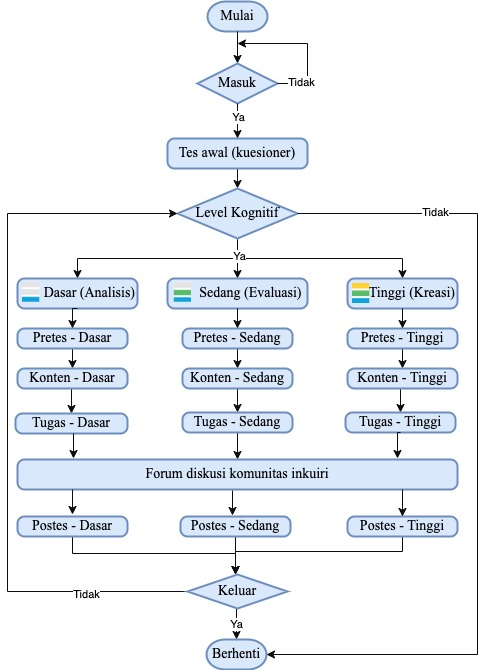 Mulai
Masuk
Tidak
Ya
Tes awal (kuesioner)
Level Kognitif
Tidak
Ya
Dasar (Analisis)
Sedang (Evaluasi)
Tinggi (Kreasi)
Pretes - Dasar
Pretes - Sedang
Pretes - Tinggi
Konten - Dasar
Konten - Sedang
Konten - Tinggi
Tugas - Dasar
Tugas - Sedang
Tugas - Tinggi
Forum diskusi komunitas inkuiri
Postes - Dasar
Postes - Sedang
Postes - Tinggi
Keluar
Tidak
Ya
Berhenti